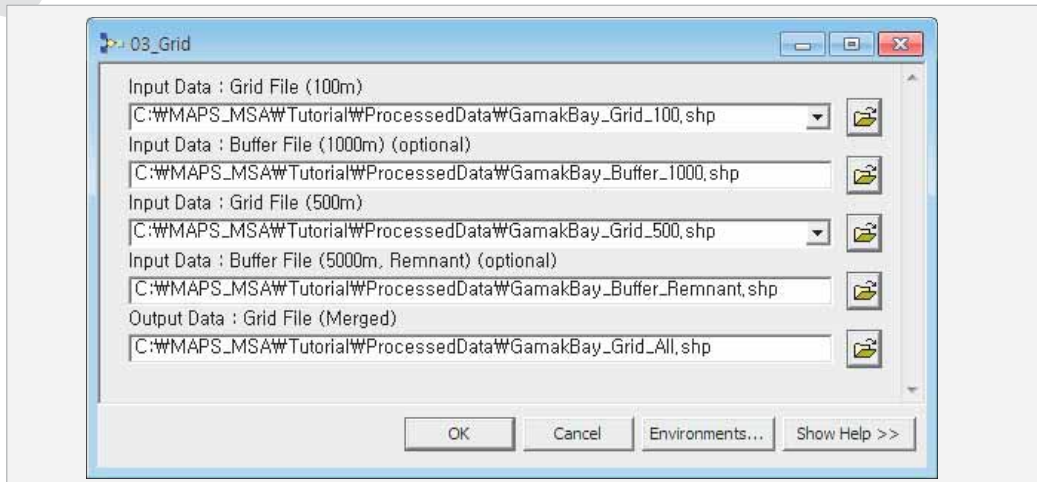 03_Grid
Input Data : Grid File (100m)
C:₩MAPS_MSA₩Tutorial₩ProcessedData₩GamakBay_Grid_100.shp
Input Data : Buffer File (1000m) (optional)
C:₩MAPS_MSA₩Tutorial₩ProcessedData₩GamakBay_Buffer_1000.shp
Input Data : Grid File (500m)
C:₩MAPS_MSA₩Tutorial₩ProcessedData₩GamakBay_Grid_500.shp
Input Data : Buffer File (5000m, Remnant) (optional)
C:₩MAPS_MSA₩Tutorial₩ProcessedData₩GamakBay_Buffer_Remnant.shp
Output Data : Grid File (Merged)
C:₩MAPS_MSA₩Tutorial₩ProcessedData₩GamakBay_Grid_All.shp
OK Cancel Environments... Show Help >>